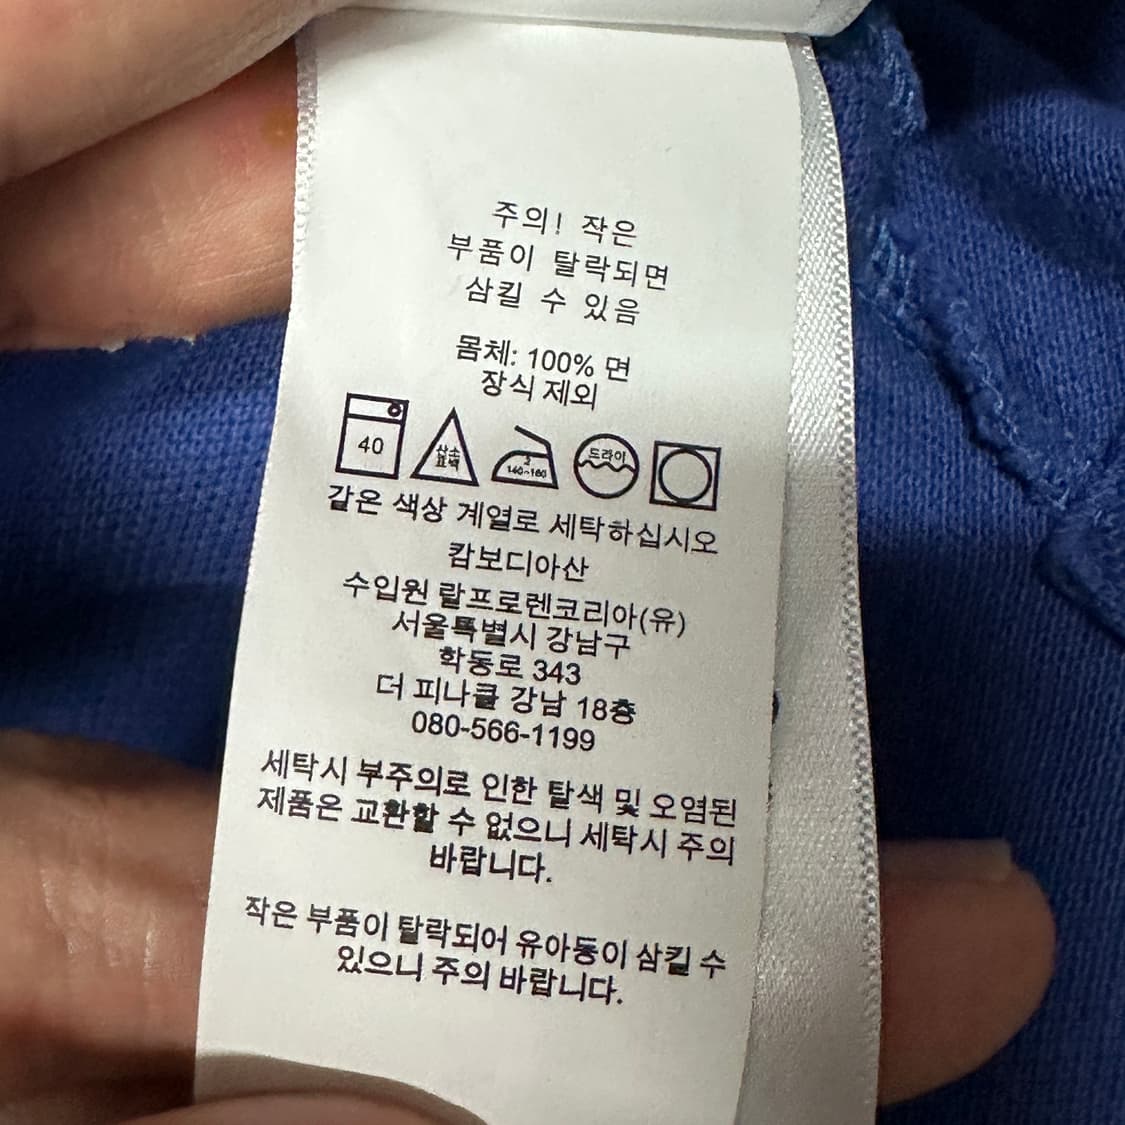 주의! 작은
부품이 탈락되면
삼킬 수 있음
몸체: 100% 면
장식 제외
40
산소
표백
2
140~160
드라이
같은 색상 계열로 세탁하십시오
캄보디아산
수입원 랄프로렌코리아(유)
서울특별시 강남구
학동로 343
더 피나클 강남 18층
080-566-1199
세탁시 부주의로 인한 탈색 및 오염된
제품은 교환할 수 없으니 세탁시 주의
바랍니다.
작은 부품이 탈락되어 유아동이 삼킬 수
있으니 주의 바랍니다.